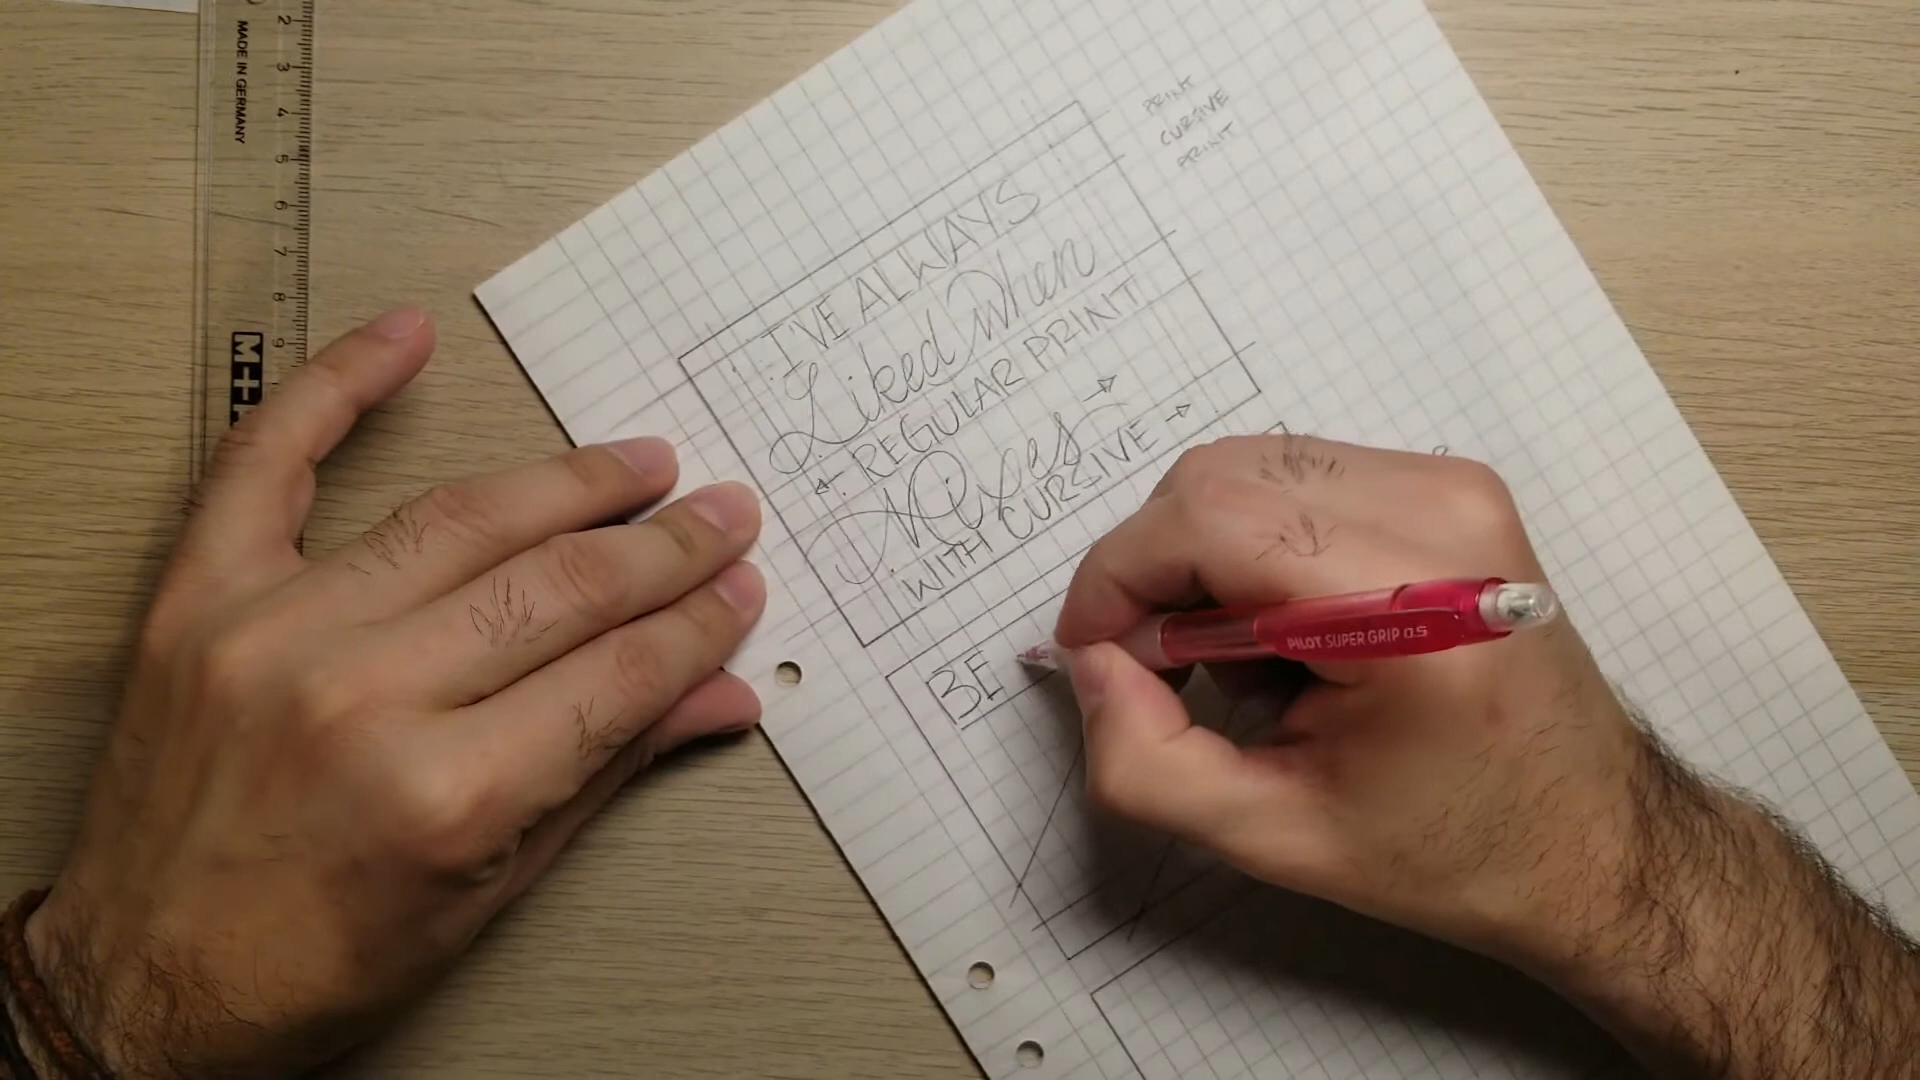 I'VE ALWAYS
Liked When
REGULAR PRINT
Mixes
WITH CURSIVE
BE
PRINT
CURSIVE
PRINT
PILOT SUPER GRIP 0.5
MADE IN GERMANY
2
3
4
5
6
7
8
9